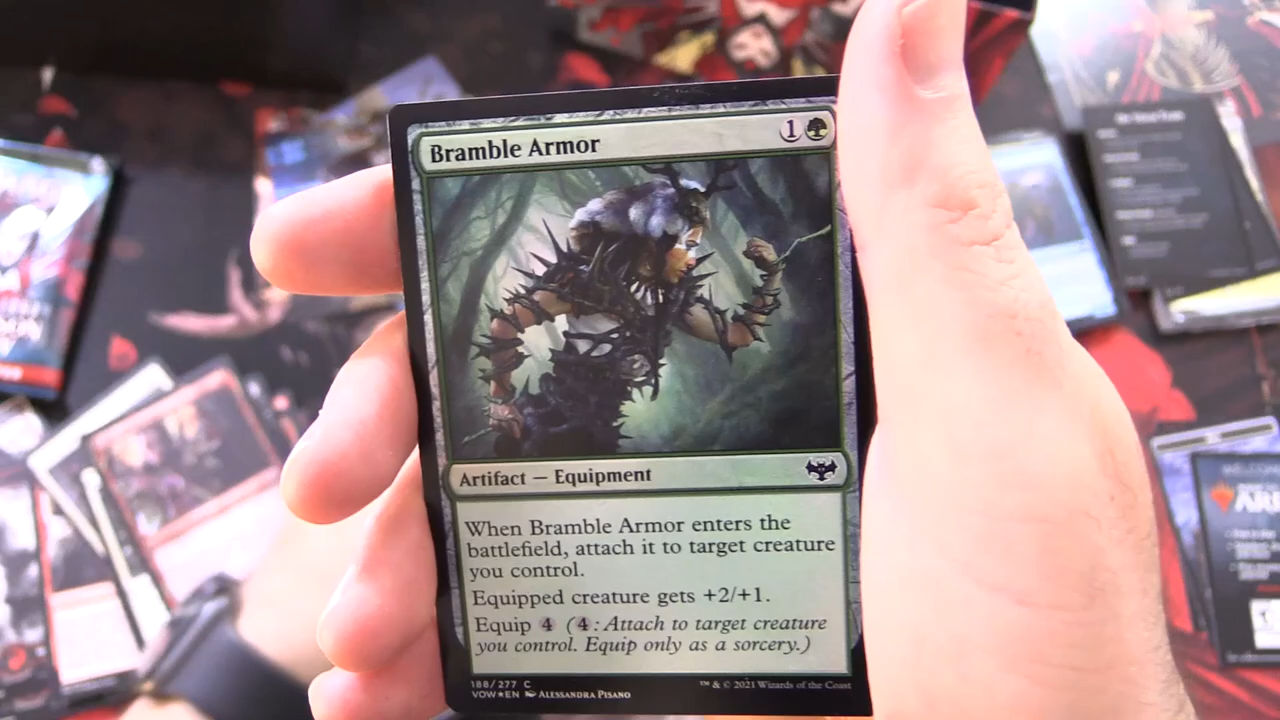 Bramble Armor 1
Artifact — Equipment
When Bramble Armor enters the
battlefield, attach it to target creature
you control.
Equipped creature gets +2/+1.
Equip 4 (4: Attach to target creature
you control. Equip only as a sorcery.)
188/277 C
VOW★EN Alessandra Pisano
™ & © 2021 Wizards of the Coast